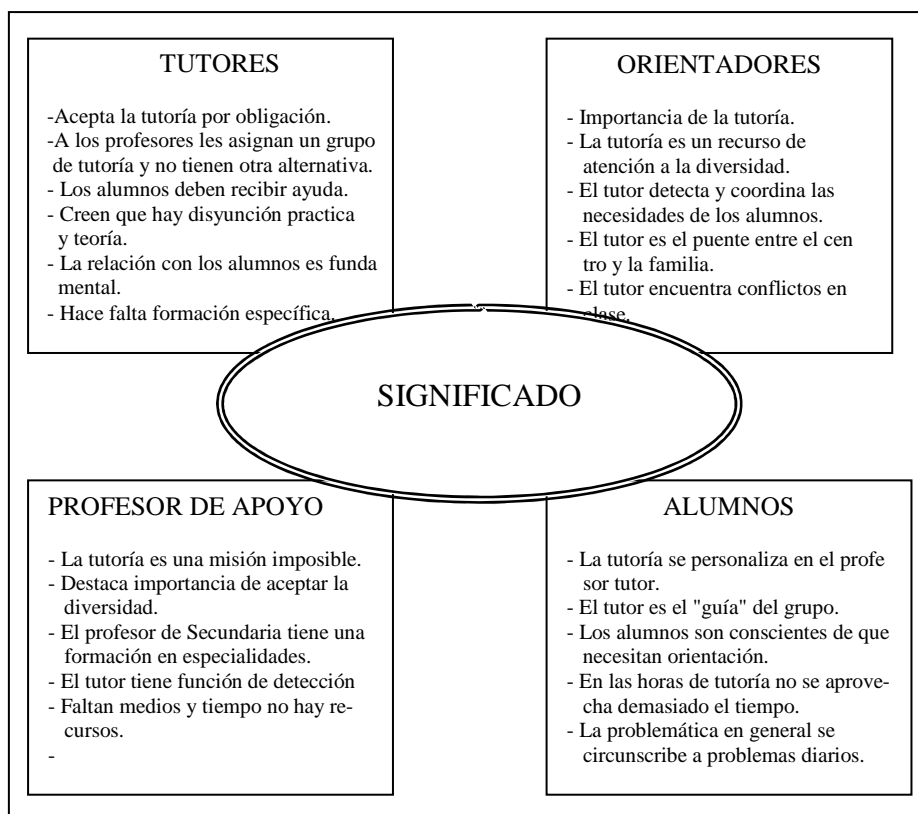 TUTORES
-Acepta la tutoría por obligación.
-A los profesores les asignan un grupo
de tutoría y no tienen otra alternativa.
- Los alumnos deben recibir ayuda.
- Creen que hay disyunción practica
y teoría.
- La relación con los alumnos es funda
mental.
- Hace falta formación específica.
ORIENTADORES
- Importancia de la tutoría.
- La tutoría es un recurso de
atención a la diversidad.
- El tutor detecta y coordina las
necesidades de los alumnos.
- El tutor es el puente entre el cen
tro y la familia.
- El tutor encuentra conflictos en
clase.
SIGNIFICADO
PROFESOR DE APOYO
- La tutoría es una misión imposible.
- Destaca importancia de aceptar la
diversidad.
- El profesor de Secundaria tiene una
formación en especialidades.
- El tutor tiene función de detección
- Faltan medios y tiempo no hay re-
cursos.
-
ALUMNOS
- La tutoría se personaliza en el profe
sor tutor.
- El tutor es el "guía" del grupo.
- Los alumnos son conscientes de que
necesitan orientación.
- En las horas de tutoría no se aprove-
cha demasiado el tiempo.
- La problemática en general se
circunscribe a problemas diarios.